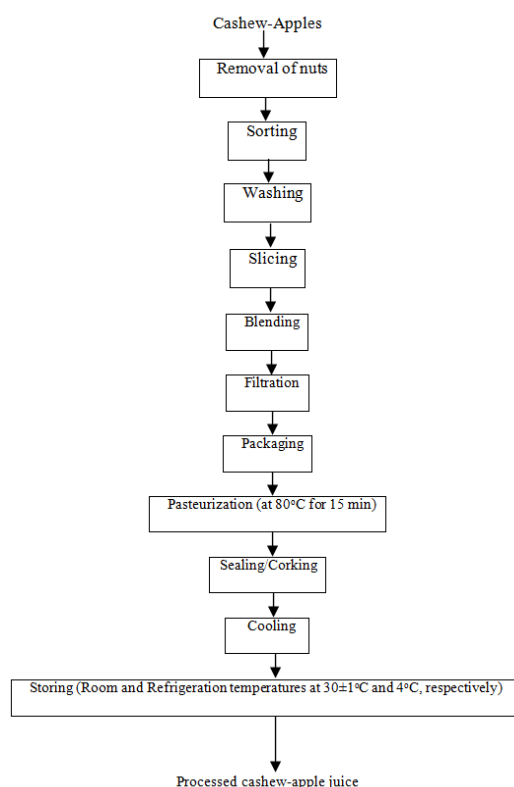 Cashew-Apples
Removal of nuts
Sorting
Washing
Slicing
Blending
Filtration
Packaging
Pasteurization (at 80°C for 15 min)
Sealing/Corking
Cooling
Storing (Room and Refrigeration temperatures at 30±1°C and 4°C, respectively)
Processed cashew-apple juice